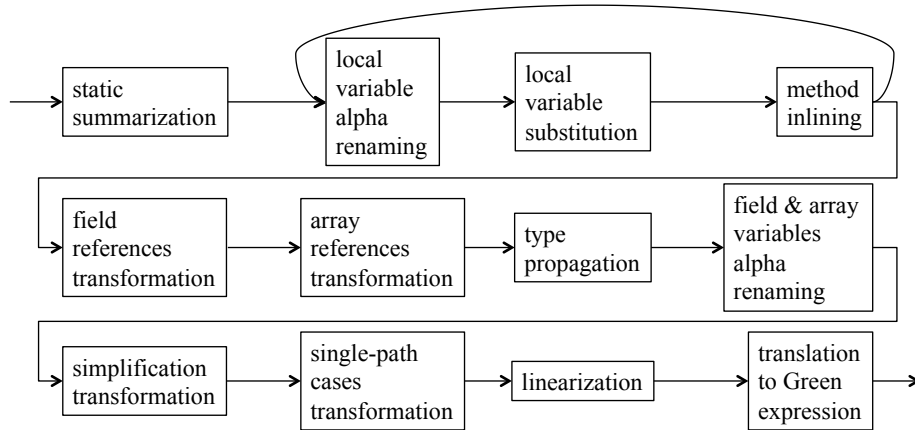 static
summarization
local
variable
alpha
renaming
local
variable
substitution
method
inlining
field
references
transformation
array
references
transformation
type
propagation
field & array
variables
alpha
renaming
simplification
transformation
single-path
cases
transformation
linearization
translation
to Green
expression